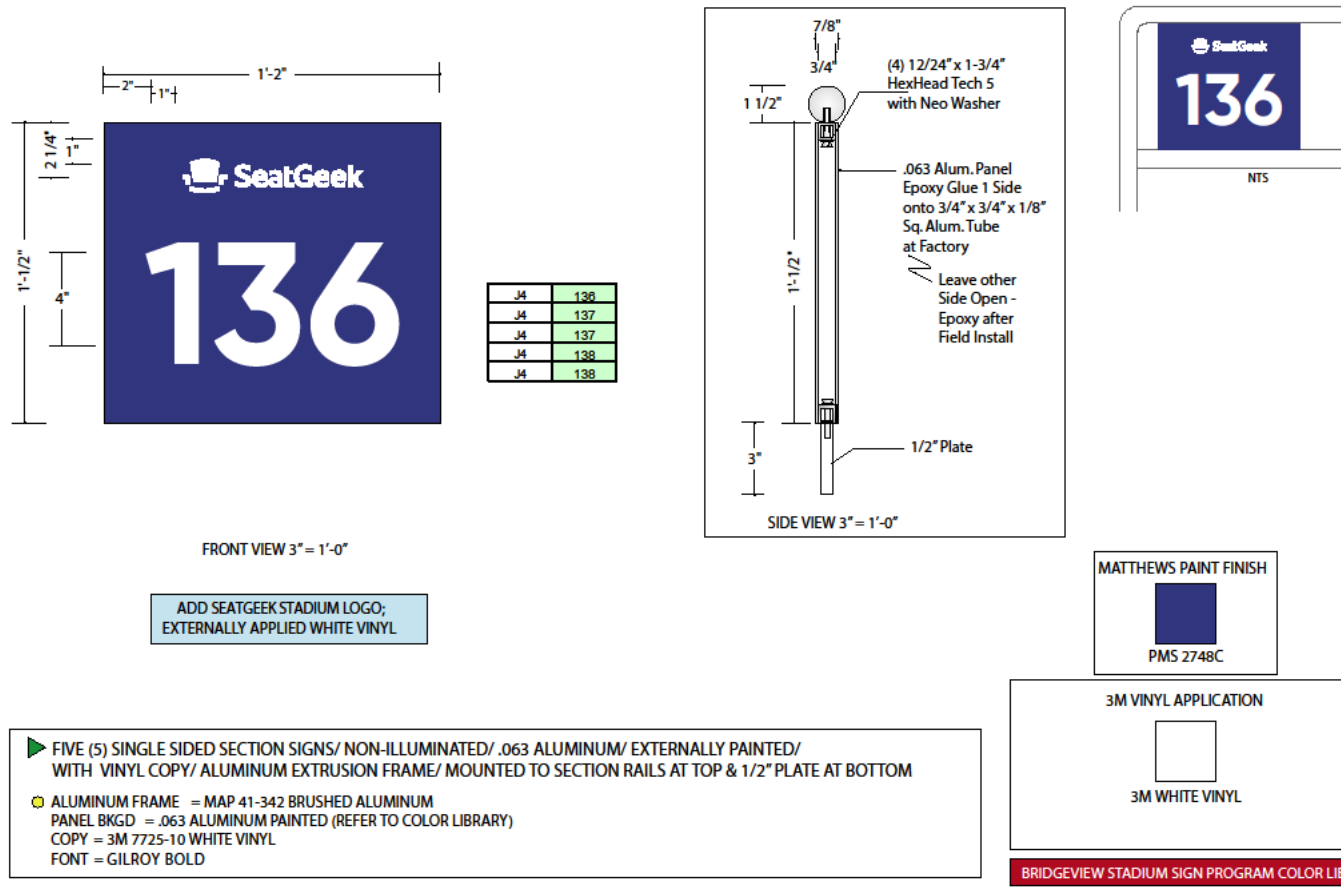 1'-2"
2"
1"
2 1/4"
1"
1'-1/2"
4"
SeatGeek
136
J4 136
J4 137
J4 137
J4 138
J4 138
FRONT VIEW 3" = 1'-0"
ADD SEATGEEK STADIUM LOGO;
EXTERNALLY APPLIED WHITE VINYL
7/8"
3/4"
1 1/2"
(4) 12/24" x 1-3/4"
HexHead Tech 5
with Neo Washer
.063 Alum. Panel
Epoxy Glue 1 Side
onto 3/4" x 3/4" x 1/8"
Sq. Alum. Tube
at Factory
Leave other
Side Open -
Epoxy after
Field Install
1'-1/2"
3"
1/2" Plate
SIDE VIEW 3" = 1'-0"
SeatGeek
136
NTS
MATTHEWS PAINT FINISH
PMS 2748C
3M VINYL APPLICATION
3M WHITE VINYL
BRIDGEVIEW STADIUM SIGN PROGRAM COLOR LI
FIVE (5) SINGLE SIDED SECTION SIGNS/ NON-ILLUMINATED/ .063 ALUMINUM/ EXTERNALLY PAINTED/
WITH VINYL COPY/ ALUMINUM EXTRUSION FRAME/ MOUNTED TO SECTION RAILS AT TOP & 1/2" PLATE AT BOTTOM
ALUMINUM FRAME = MAP 41-342 BRUSHED ALUMINUM
PANEL BKGD = .063 ALUMINUM PAINTED (REFER TO COLOR LIBRARY)
COPY = 3M 7725-10 WHITE VINYL
FONT = GILROY BOLD